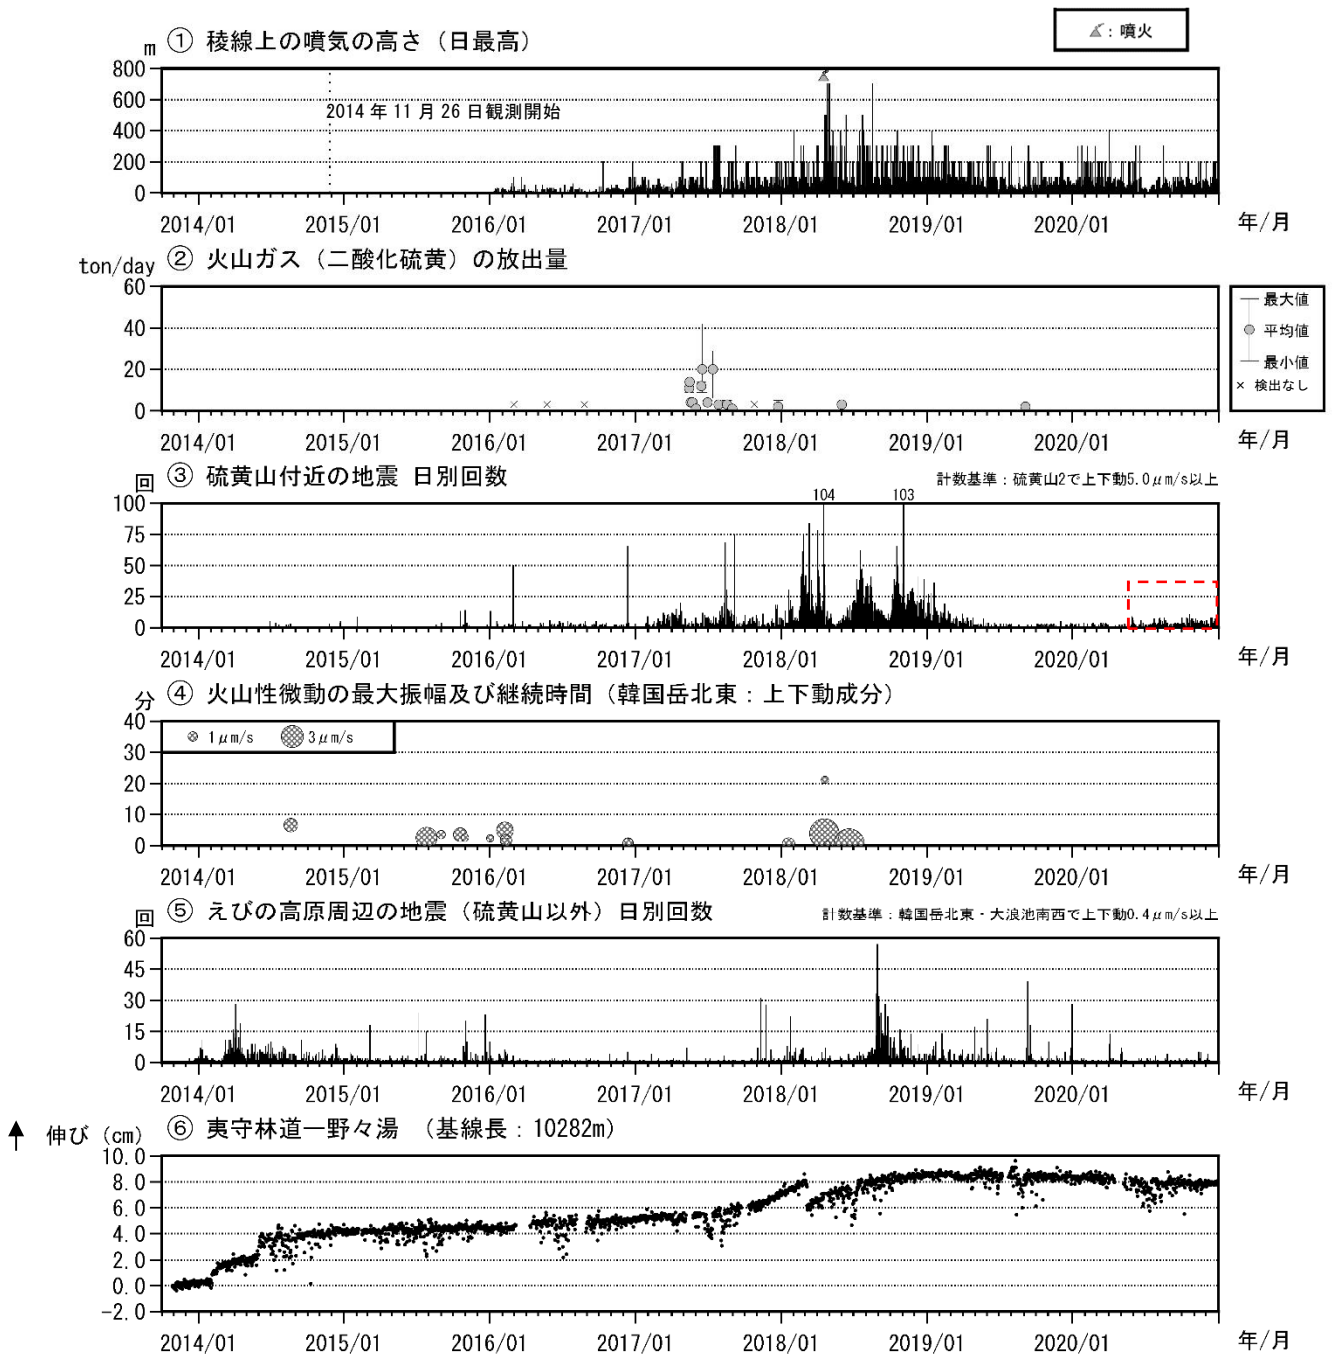 ：噴火
m ① 稜線上の噴気の高さ（日最高）
800
600
400
200
0
2014年11月26日観測開始
2014/01 2015/01 2016/01 2017/01 2018/01 2019/01 2020/01 年/月
ton/day ② 火山ガス（二酸化硫黄）の放出量
60
40
20
0
最大値
平均値
最小値
× 検出なし
2014/01 2015/01 2016/01 2017/01 2018/01 2019/01 2020/01 年/月
回 ③ 硫黄山付近の地震 日別回数
計数基準：硫黄山2で上下動5.0μm/s以上
104 103
100
75
50
25
0
2014/01 2015/01 2016/01 2017/01 2018/01 2019/01 2020/01 年/月
分 ④ 火山性微動の最大振幅及び継続時間（韓国岳北東：上下動成分）
40
30
20
10
0
1μm/s 3μm/s
2014/01 2015/01 2016/01 2017/01 2018/01 2019/01 2020/01 年/月
回 ⑤ えびの高原周辺の地震（硫黄山以外）日別回数
計数基準：韓国岳北東・大浪池南西で上下動0.4μm/s以上
60
45
30
15
0
2014/01 2015/01 2016/01 2017/01 2018/01 2019/01 2020/01 年/月
伸び（cm） ⑥ 夷守林道―野々湯 （基線長：10282m）
10.0
8.0
6.0
4.0
2.0
0.0
-2.0
2014/01 2015/01 2016/01 2017/01 2018/01 2019/01 2020/01 年/月